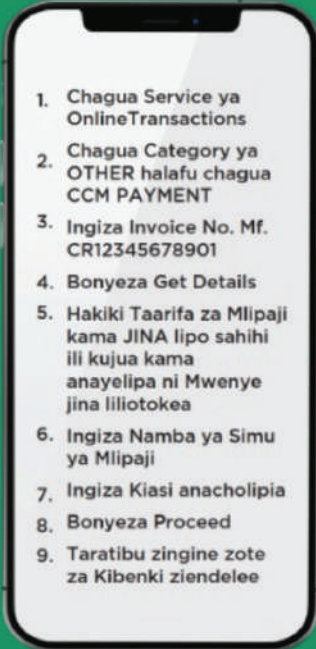 1. Chagua Service ya
OnlineTransactions
2. Chagua Category ya
OTHER halafu chagua
CCM PAYMENT
3. Ingiza Invoice No. Mf.
CR12345678901
4. Bonyeza Get Details
5. Hakiki Taarifa za Mlipaji
kama JINA lipo sahihi
ili kujua kama
anayelipa ni Mwenye
jina liliotokea
6. Ingiza Namba ya Simu
ya Mlipaji
7. Ingiza Kiasi anacholipia
8. Bonyeza Proceed
9. Taratibu zingine zote
za Kibenki ziendelee